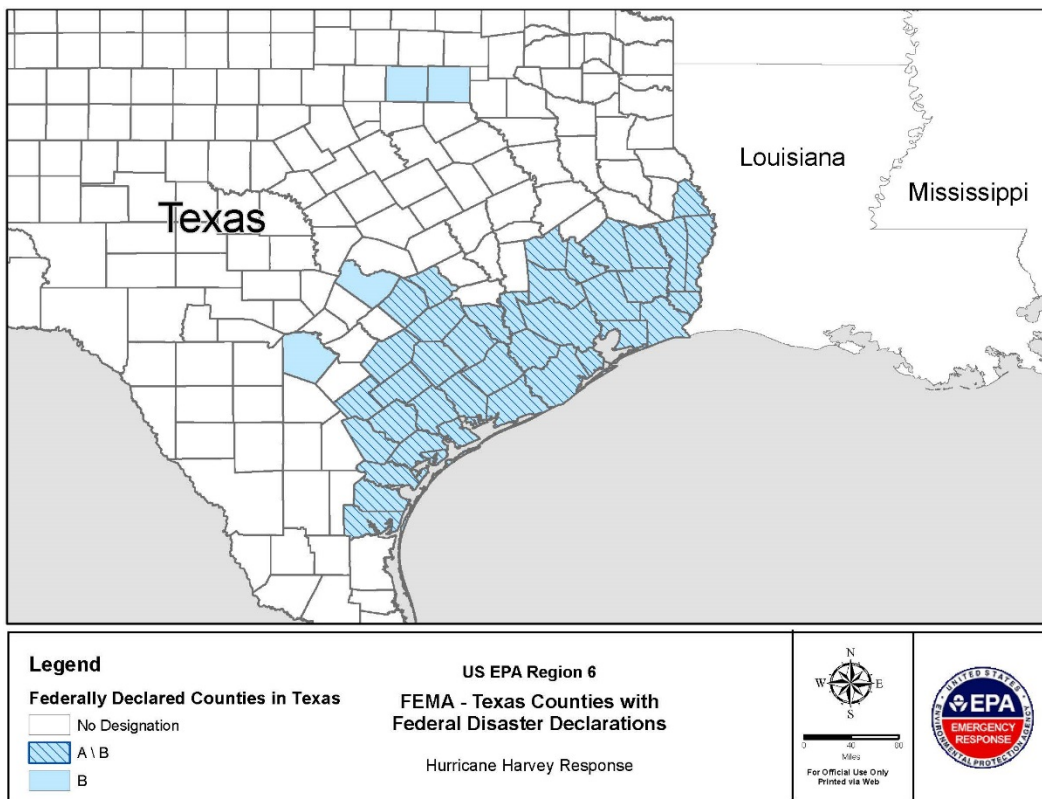 Louisiana
Mississippi
Texas
Legend
Federally Declared Counties in Texas
No Designation
A \ B
B
US EPA Region 6
FEMA - Texas Counties with
Federal Disaster Declarations
Hurricane Harvey Response
N
W E
S
0 40 80
Miles
For Official Use Only
Printed via Web
UNITED STATES
EPA
EMERGENCY
RESPONSE
ENVIRONMENTAL PROTECTION AGENCY